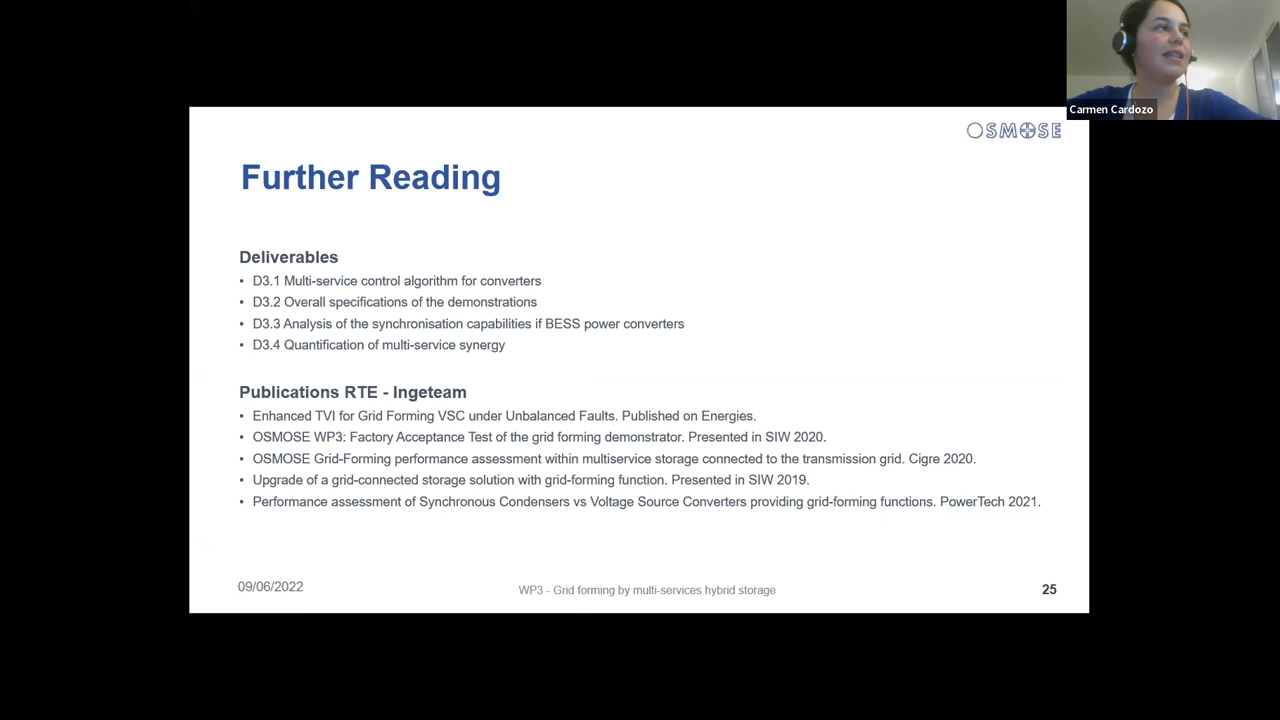 Carmen Cardozo
OSMOSE
Further Reading
Deliverables
• D3.1 Multi-service control algorithm for converters
• D3.2 Overall specifications of the demonstrations
• D3.3 Analysis of the synchronisation capabilities if BESS power converters
• D3.4 Quantification of multi-service synergy
Publications RTE - Ingeteam
• Enhanced TVI for Grid Forming VSC under Unbalanced Faults. Published on Energies.
• OSMOSE WP3: Factory Acceptance Test of the grid forming demonstrator. Presented in SIW 2020.
• OSMOSE Grid-Forming performance assessment within multiservice storage connected to the transmission grid. Cigre 2020.
• Upgrade of a grid-connected storage solution with grid-forming function. Presented in SIW 2019.
• Performance assessment of Synchronous Condensers vs Voltage Source Converters providing grid-forming functions. PowerTech 2021.
09/06/2022
WP3 - Grid forming by multi-services hybrid storage
25